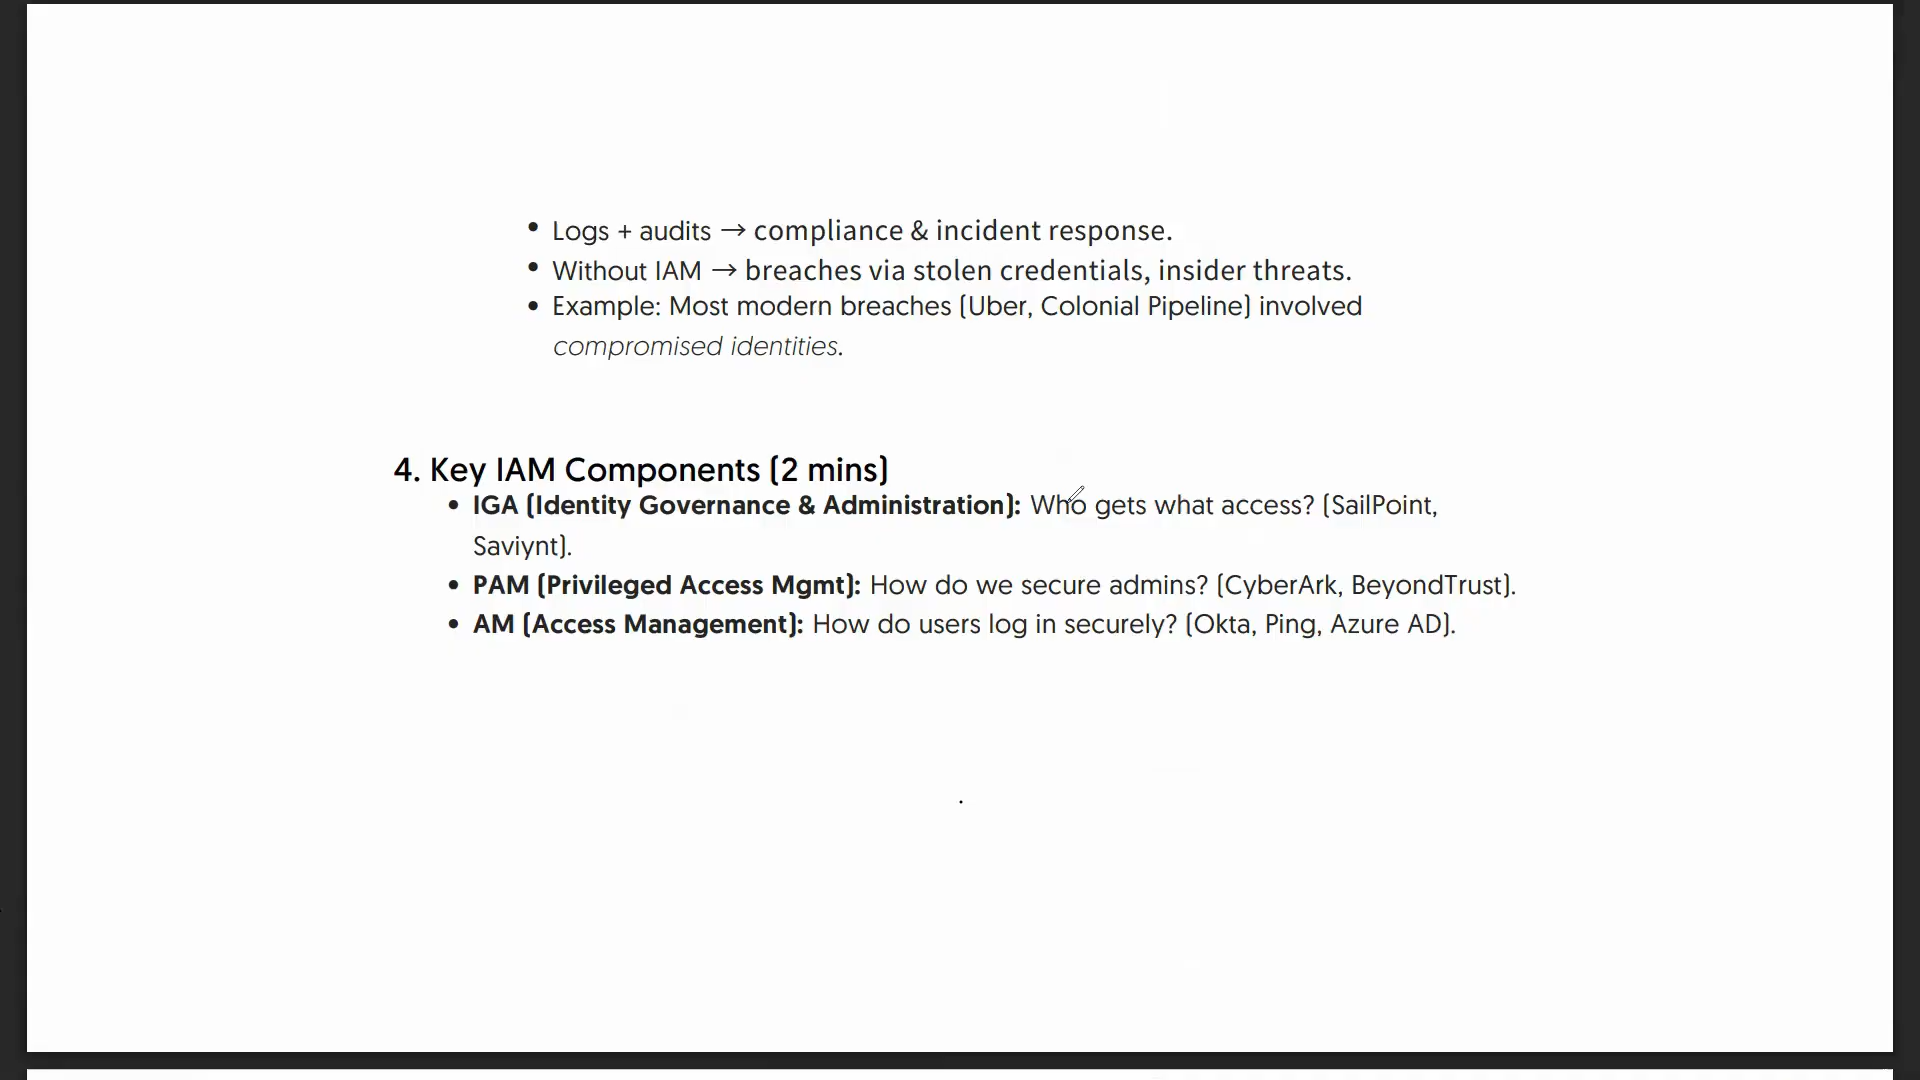 • Logs + audits → compliance & incident response.
• Without IAM → breaches via stolen credentials, insider threats.
• Example: Most modern breaches (Uber, Colonial Pipeline) involved
compromised identities.
4. Key IAM Components (2 mins)
• IGA (Identity Governance & Administration): Who gets what access? (SailPoint,
Saviynt).
• PAM (Privileged Access Mgmt): How do we secure admins? (CyberArk, BeyondTrust).
• AM (Access Management): How do users log in securely? (Okta, Ping, Azure AD).
.